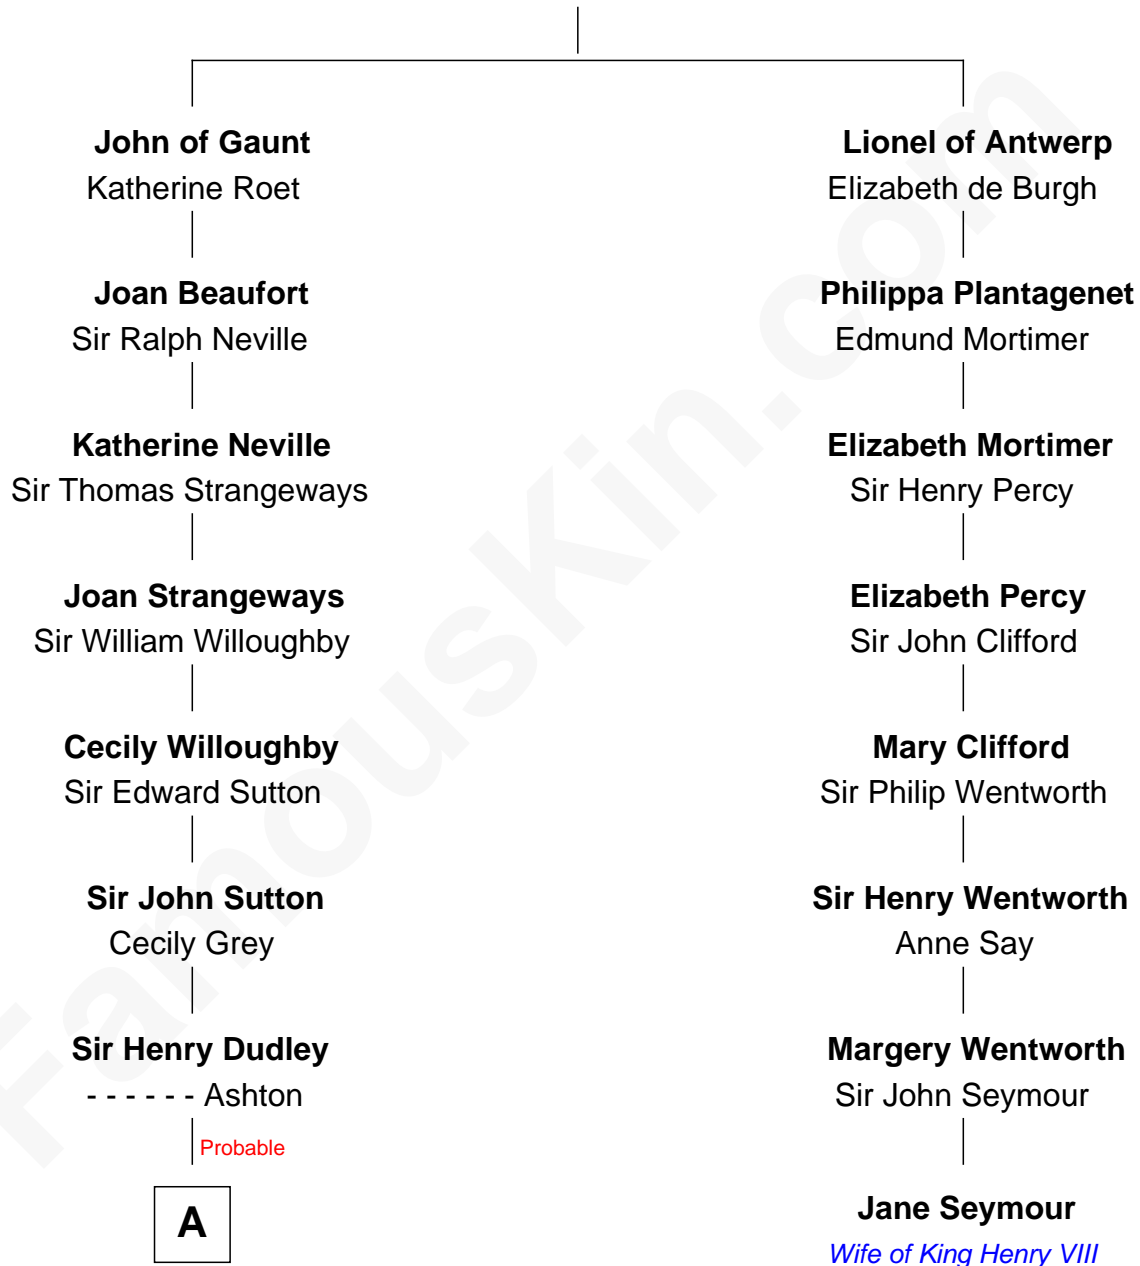 John of Gaunt
Katherine Roet
Joan Beaufort
Sir Ralph Neville
Katherine Neville
Sir Thomas Strangeways
Joan Strangeways
Sir William Willoughby
Cecily Willoughby
Sir Edward Sutton
Sir John Sutton
Cecily Grey
Sir Henry Dudley
- - - - - - Ashton
Probable
A
Lionel of Antwerp
Elizabeth de Burgh
Philippa Plantagenet
Edmund Mortimer
Elizabeth Mortimer
Sir Henry Percy
Elizabeth Percy
Sir John Clifford
Mary Clifford
Sir Philip Wentworth
Sir Henry Wentworth
Anne Say
Margery Wentworth
Sir John Seymour
Jane Seymour
Wife of King Henry VIII
FamousKin.com